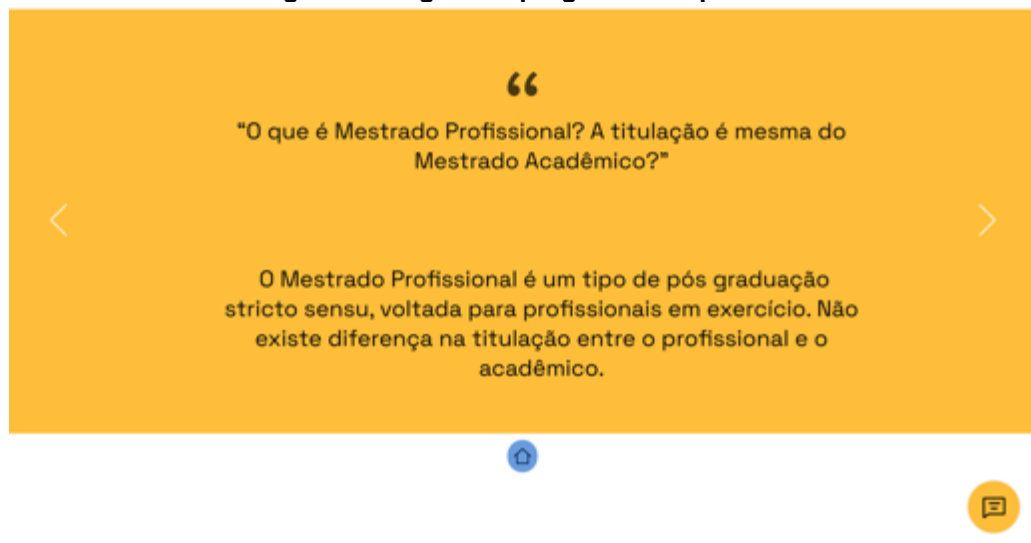 “
“O que é Mestrado Profissional? A titulação é mesma do
Mestrado Acadêmico?”
O Mestrado Profissional é um tipo de pós graduação
stricto sensu, voltada para profissionais em exercício. Não
existe diferença na titulação entre o profissional e o
acadêmico.